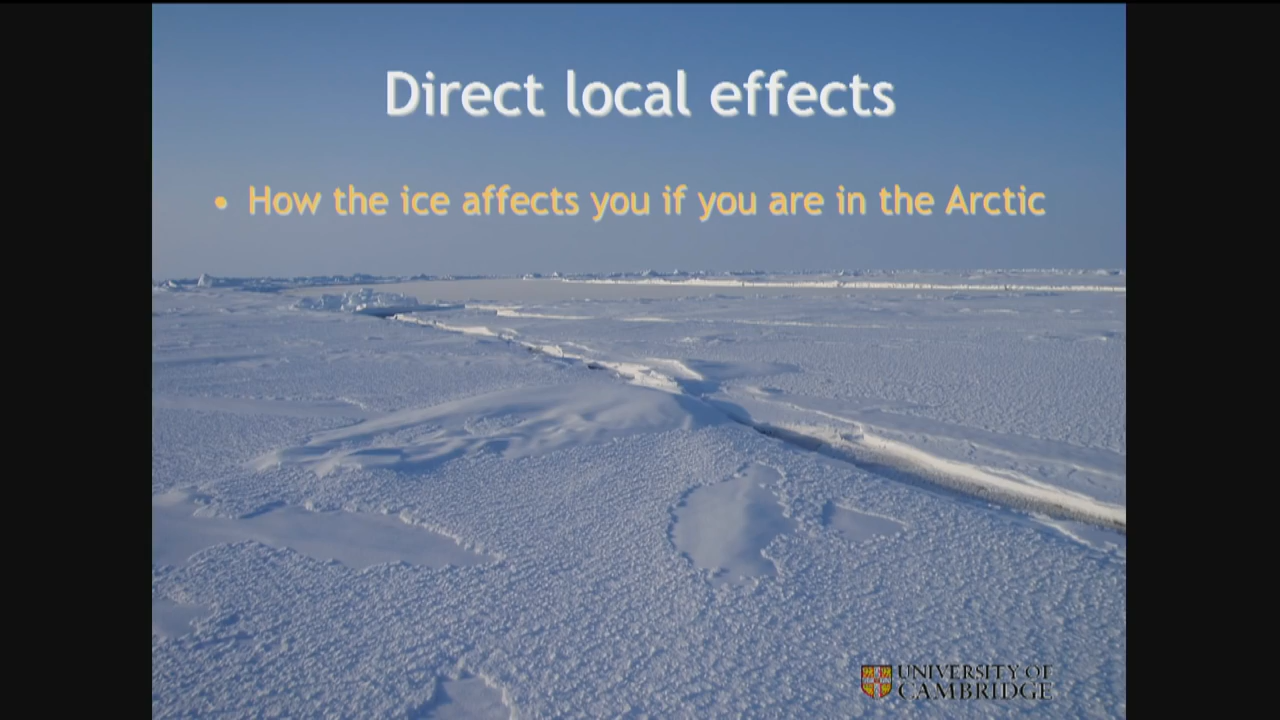 Direct local effects
• How the ice affects you if you are in the Arctic
UNIVERSITY OF
CAMBRIDGE